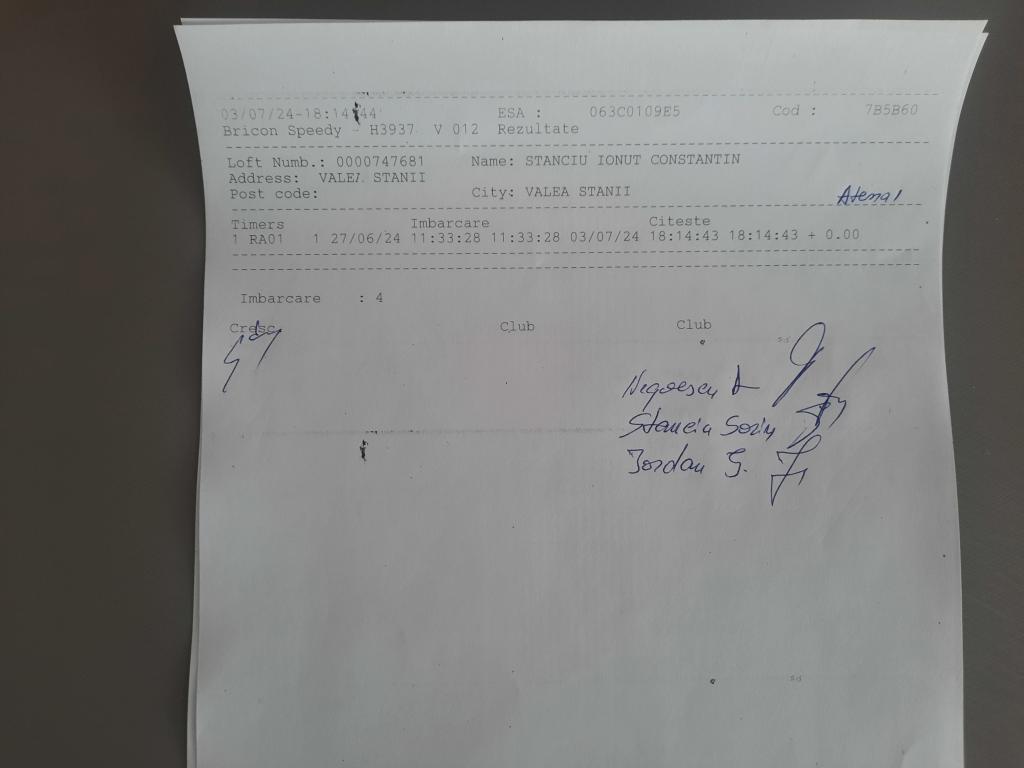 03/07/24-18:14:44 ESA : 063C0109E5 Cod : 7B5B60
Bricon Speedy - H3937 V 012 Rezultate
Loft Numb.: 0000747681 Name: STANCIU IONUT CONSTANTIN
Address: VALEA STANII
Post code: City: VALEA STANII
Timers Imbarcare Citeste
1 RA01 1 27/06/24 11:33:28 11:33:28 03/07/24 18:14:43 18:14:43 + 0.00
Imbarcare : 4
Cresc Club Club
Negoescu A
Stanciu Sorin
Iordan G.